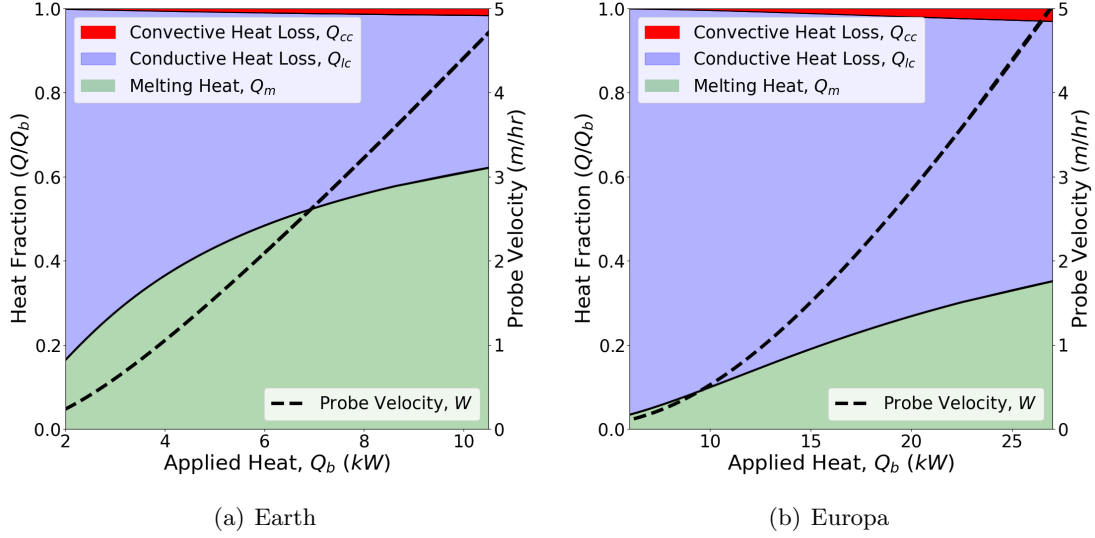 1.0
0.8
0.6
0.4
0.2
0.0
Heat Fraction (Q/Q_b)
Convective Heat Loss, Q_cc
Conductive Heat Loss, Q_lc
Melting Heat, Q_m
Probe Velocity, W
5
4
3
2
1
0
Probe Velocity (m/hr)
2 4 6 8 10
Applied Heat, Q_b (kW)
(a) Earth
1.0
0.8
0.6
0.4
0.2
0.0
Heat Fraction (Q/Q_b)
Convective Heat Loss, Q_cc
Conductive Heat Loss, Q_lc
Melting Heat, Q_m
Probe Velocity, W
5
4
3
2
1
0
Probe Velocity (m/hr)
10 15 20 25
Applied Heat, Q_b (kW)
(b) Europa